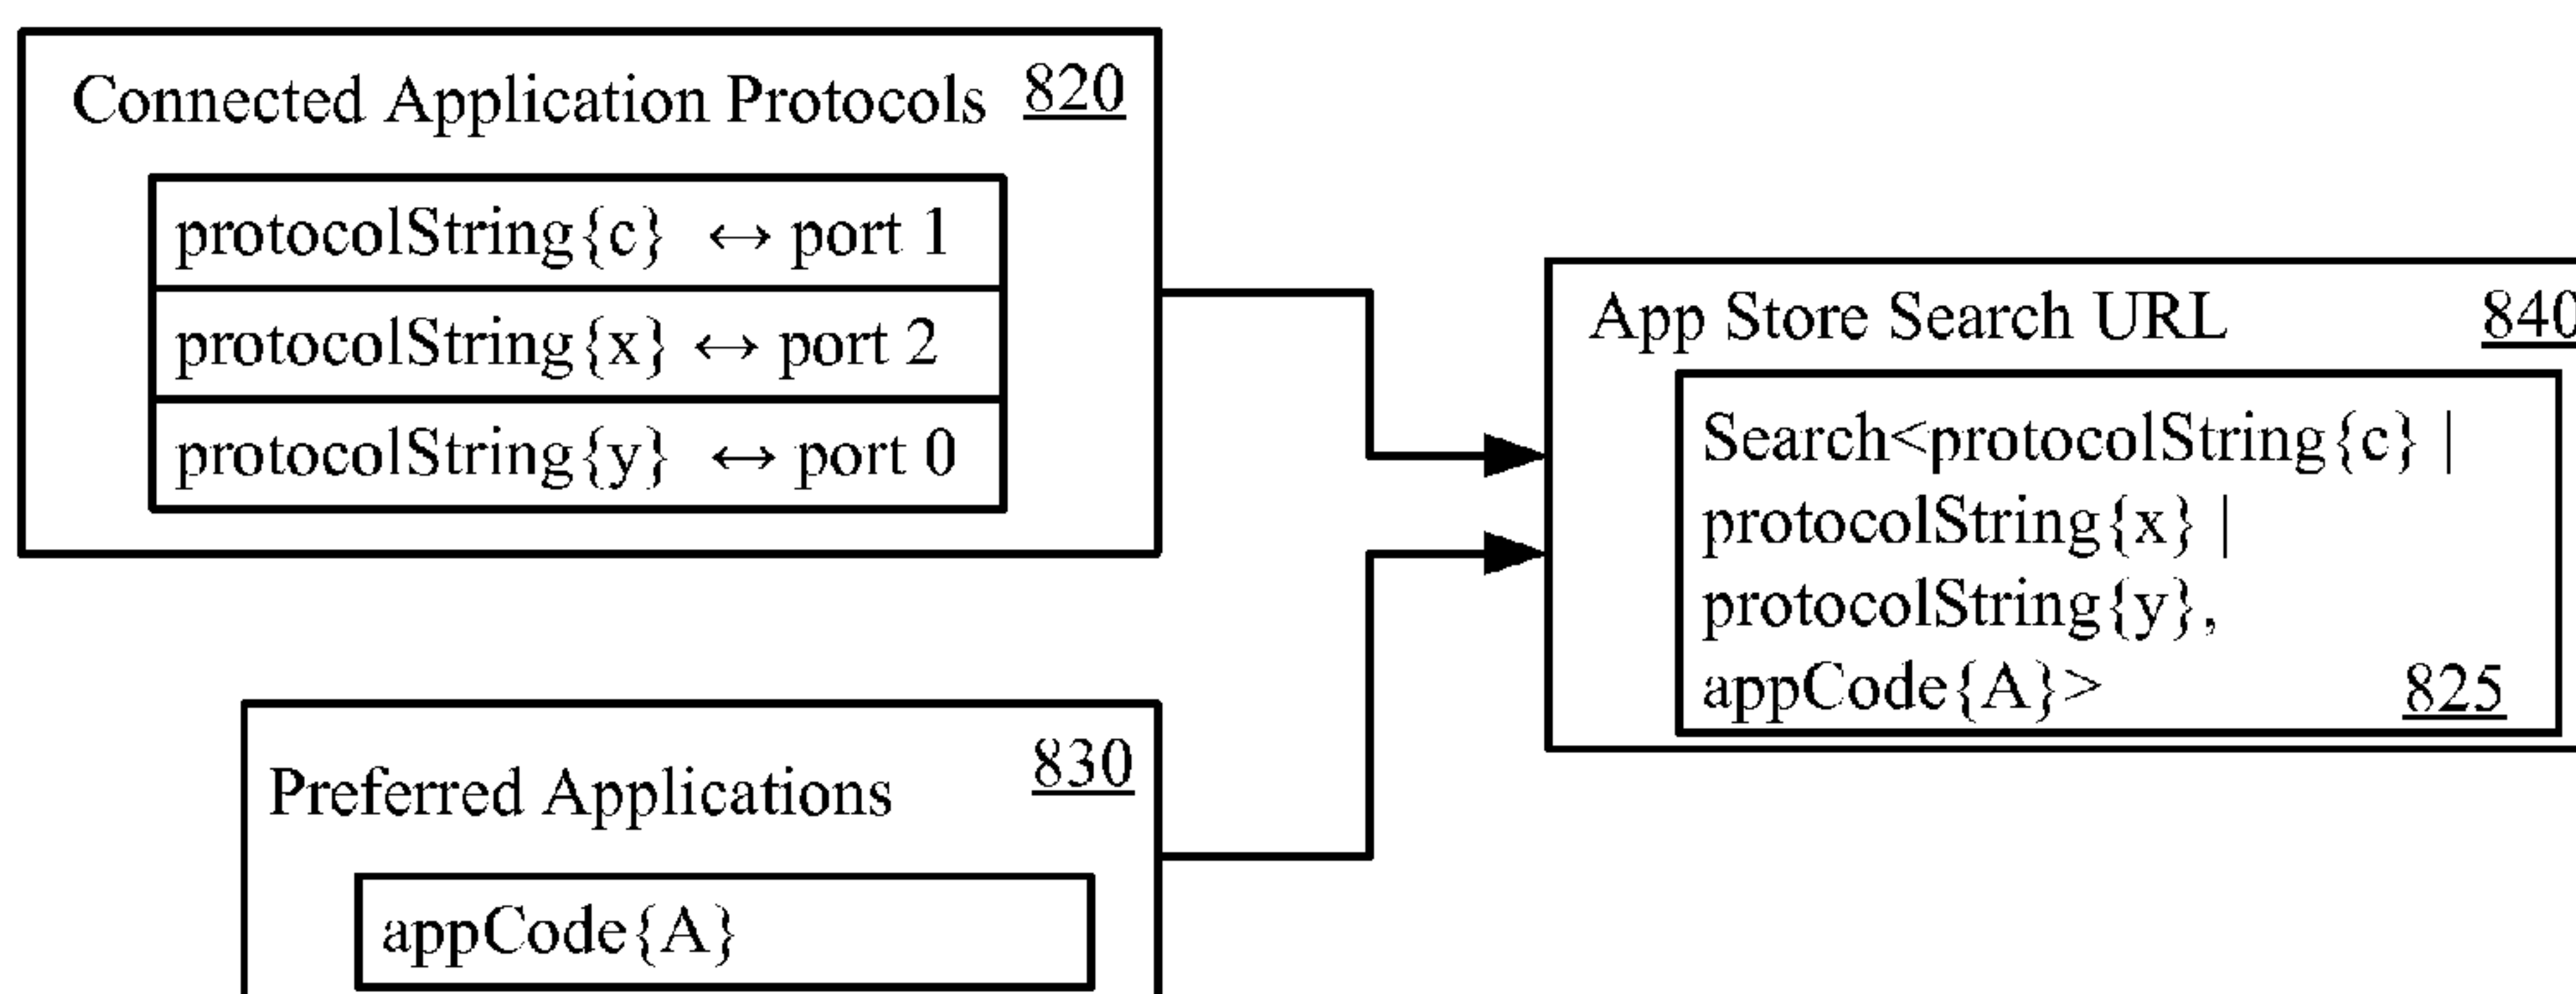 Connected Application Protocols 820
protocolString{c} ↔ port 1
protocolString{x} ↔ port 2
protocolString{y} ↔ port 0
App Store Search URL 840
Search<protocolString{c} |
protocolString{x} |
protocolString{y},
appCode{A}> 825
Preferred Applications 830
appCode{A}